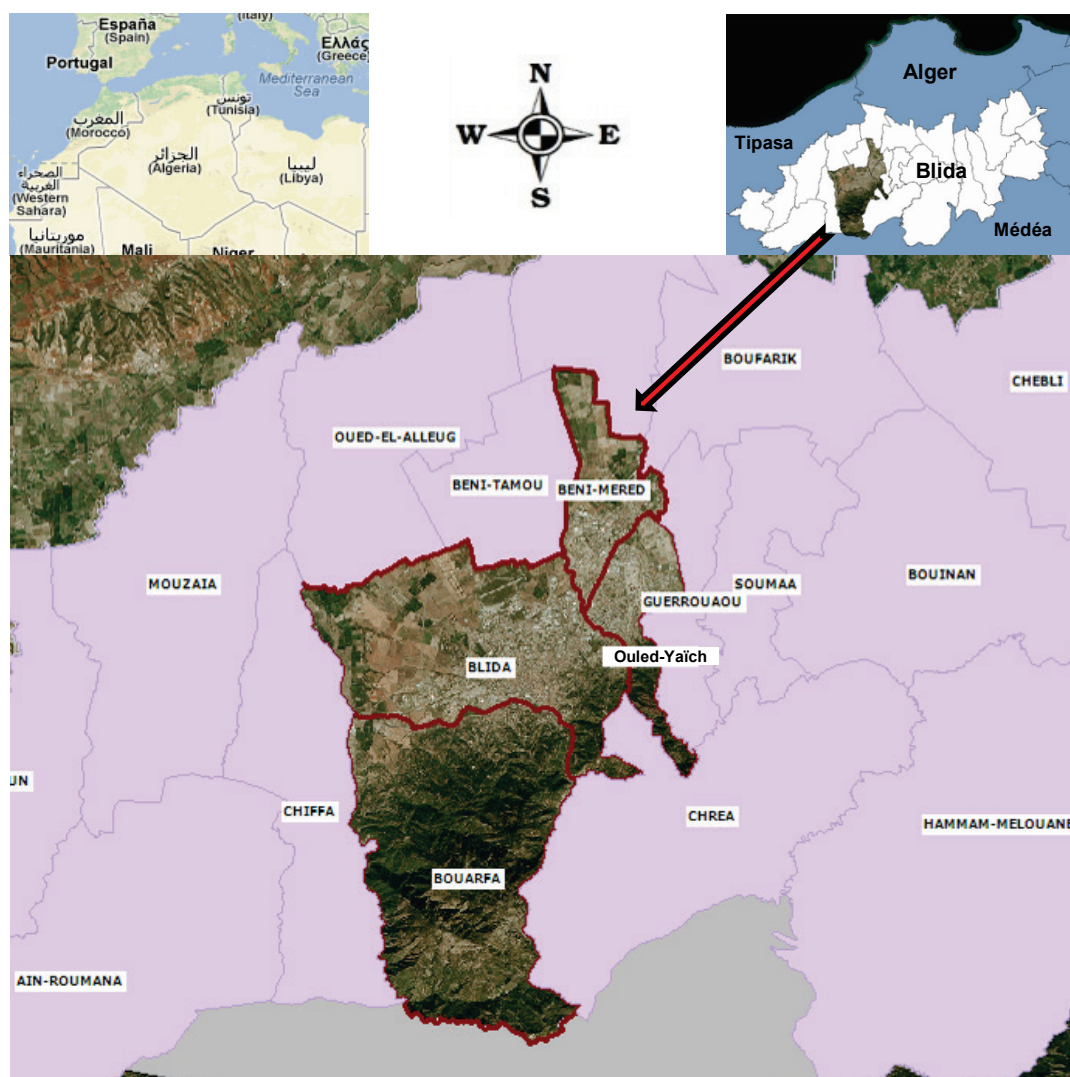 (Italy)
España
(Spain)
Ελλάς
(Greece)
Portugal
Mediterranean
Sea
تونس
(Tunisia)
المغرب
(Morocco)
الجزائر
(Algeria)
ليبيا
(Libya)
الصحراء
الغربية
(Western
Sahara)
موريتانيا
(Mauritania)
Mali
Niger
N
W
E
S
Alger
Tipasa
Blida
Médéa
BOUFARIK
CHEBLI
OUED-EL-ALLEUG
BENI-TAMOU
BENI-MERED
MOUZAIA
SOUMAA
BOUINAN
GUERROUAOU
Ouled-Yaïch
BLIDA
UN
CHIFFA
CHREA
HAMMAM-MELOUANE
BOUARFA
AIN-ROUMANA